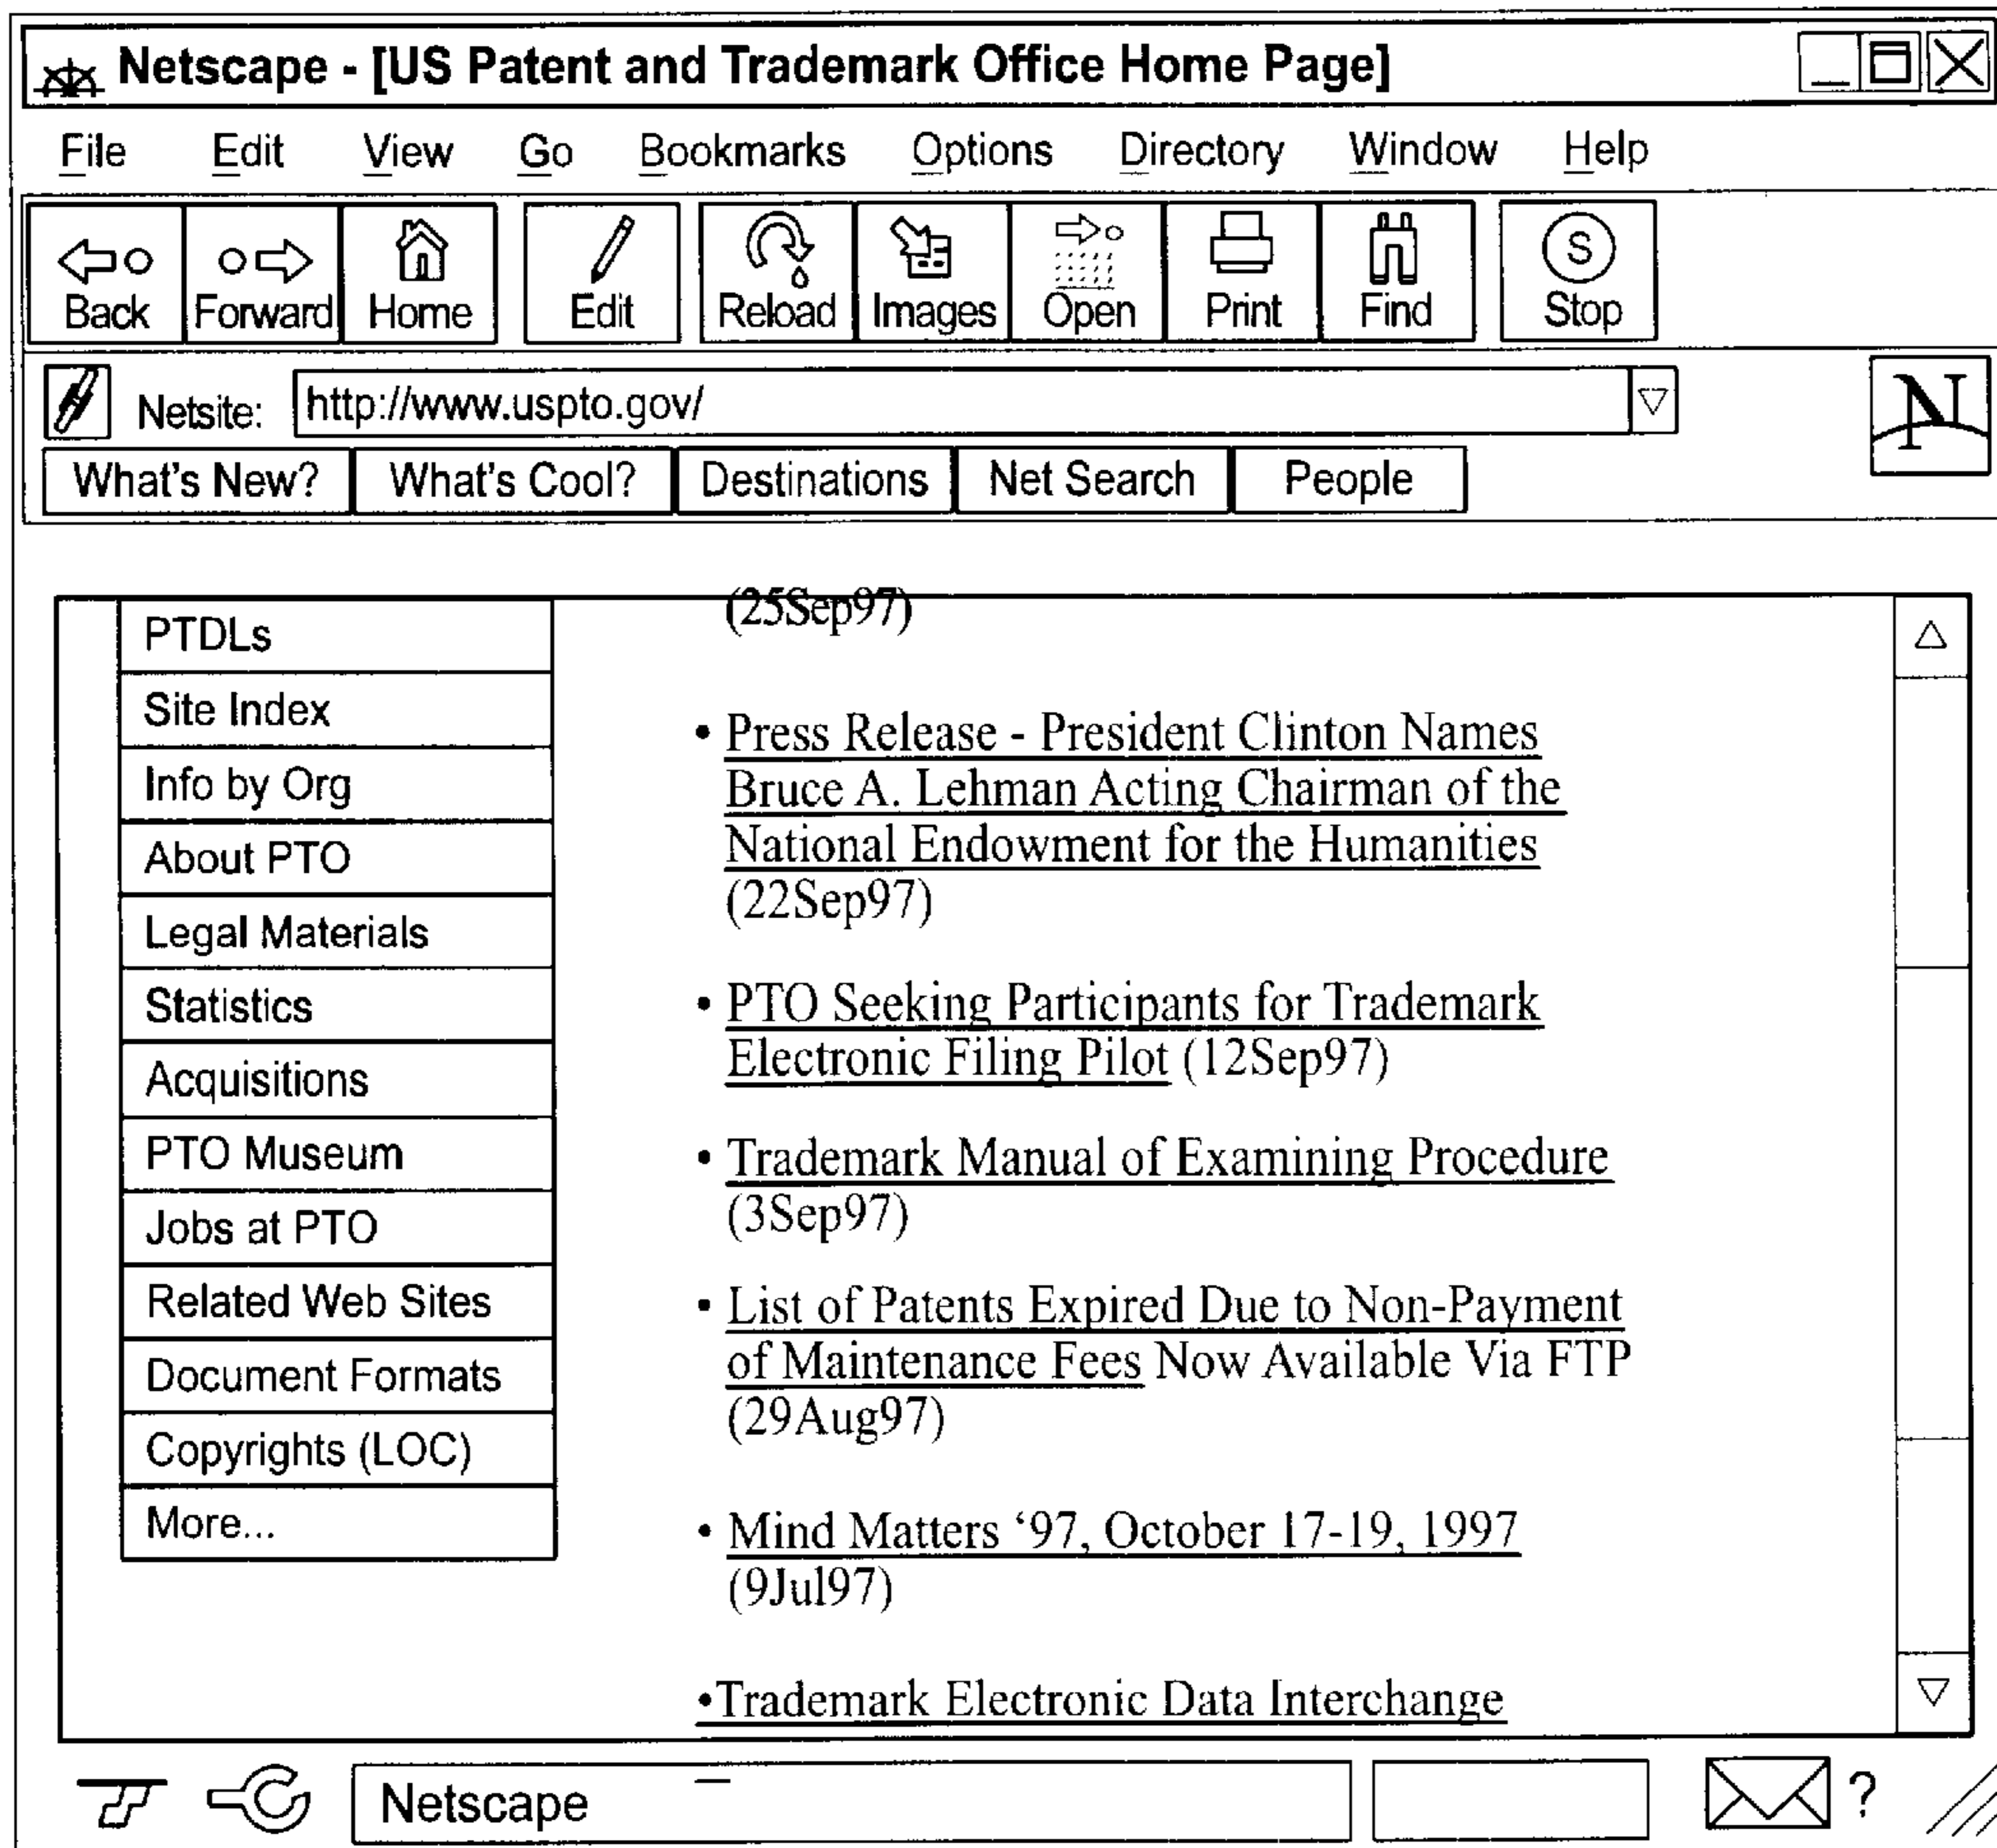 Netscape - [US Patent and Trademark Office Home Page]
File Edit View Go Bookmarks Options Directory Window Help
Back Forward Home Edit Reload Images Open Print Find Stop
S
Netsite: http://www.uspto.gov/
N
What's New? What's Cool? Destinations Net Search People
PTDLs
Site Index
Info by Org
About PTO
Legal Materials
Statistics
Acquisitions
PTO Museum
Jobs at PTO
Related Web Sites
Document Formats
Copyrights (LOC)
More...
(25Sep97)
• Press Release - President Clinton Names
Bruce A. Lehman Acting Chairman of the
National Endowment for the Humanities
(22Sep97)
• PTO Seeking Participants for Trademark
Electronic Filing Pilot (12Sep97)
• Trademark Manual of Examining Procedure
(3Sep97)
• List of Patents Expired Due to Non-Payment
of Maintenance Fees Now Available Via FTP
(29Aug97)
• Mind Matters ‘97, October 17-19, 1997
(9Jul97)
•Trademark Electronic Data Interchange
Netscape
?